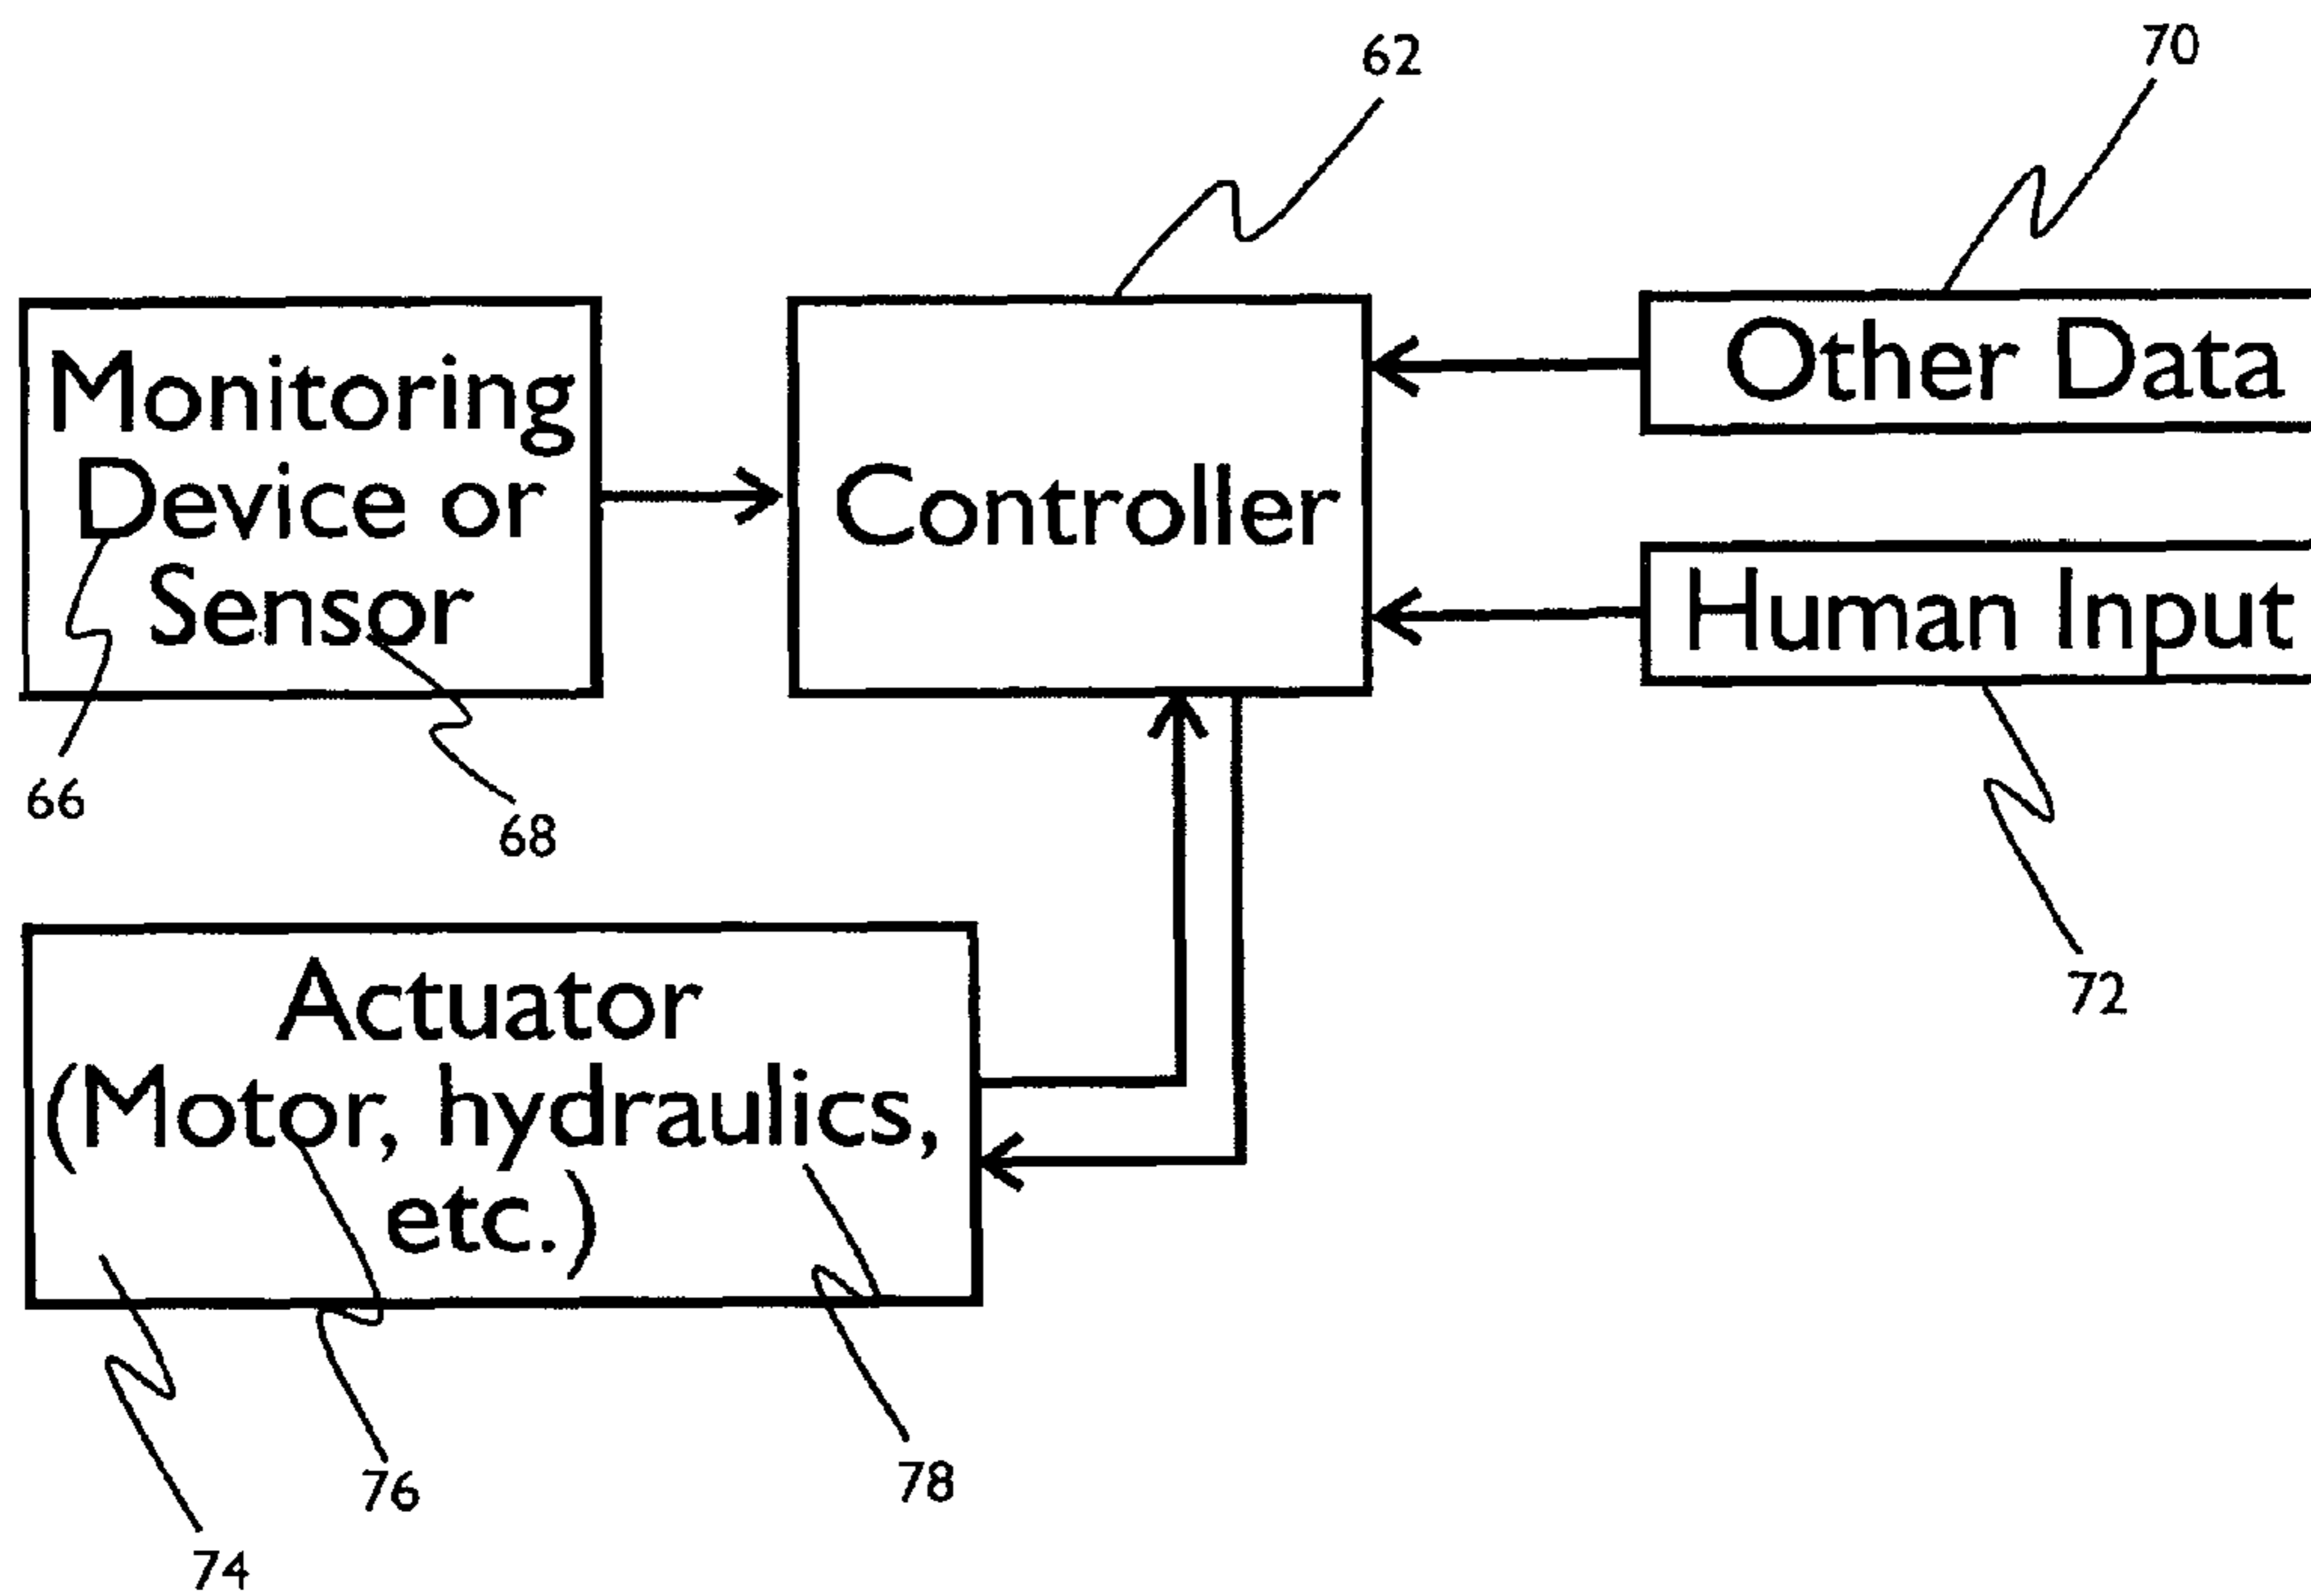 62
70
Monitoring
Device or
Sensor
Controller
Other Data
Human Input
66
68
72
Actuator
(Motor, hydraulics,
etc.)
76
78
74